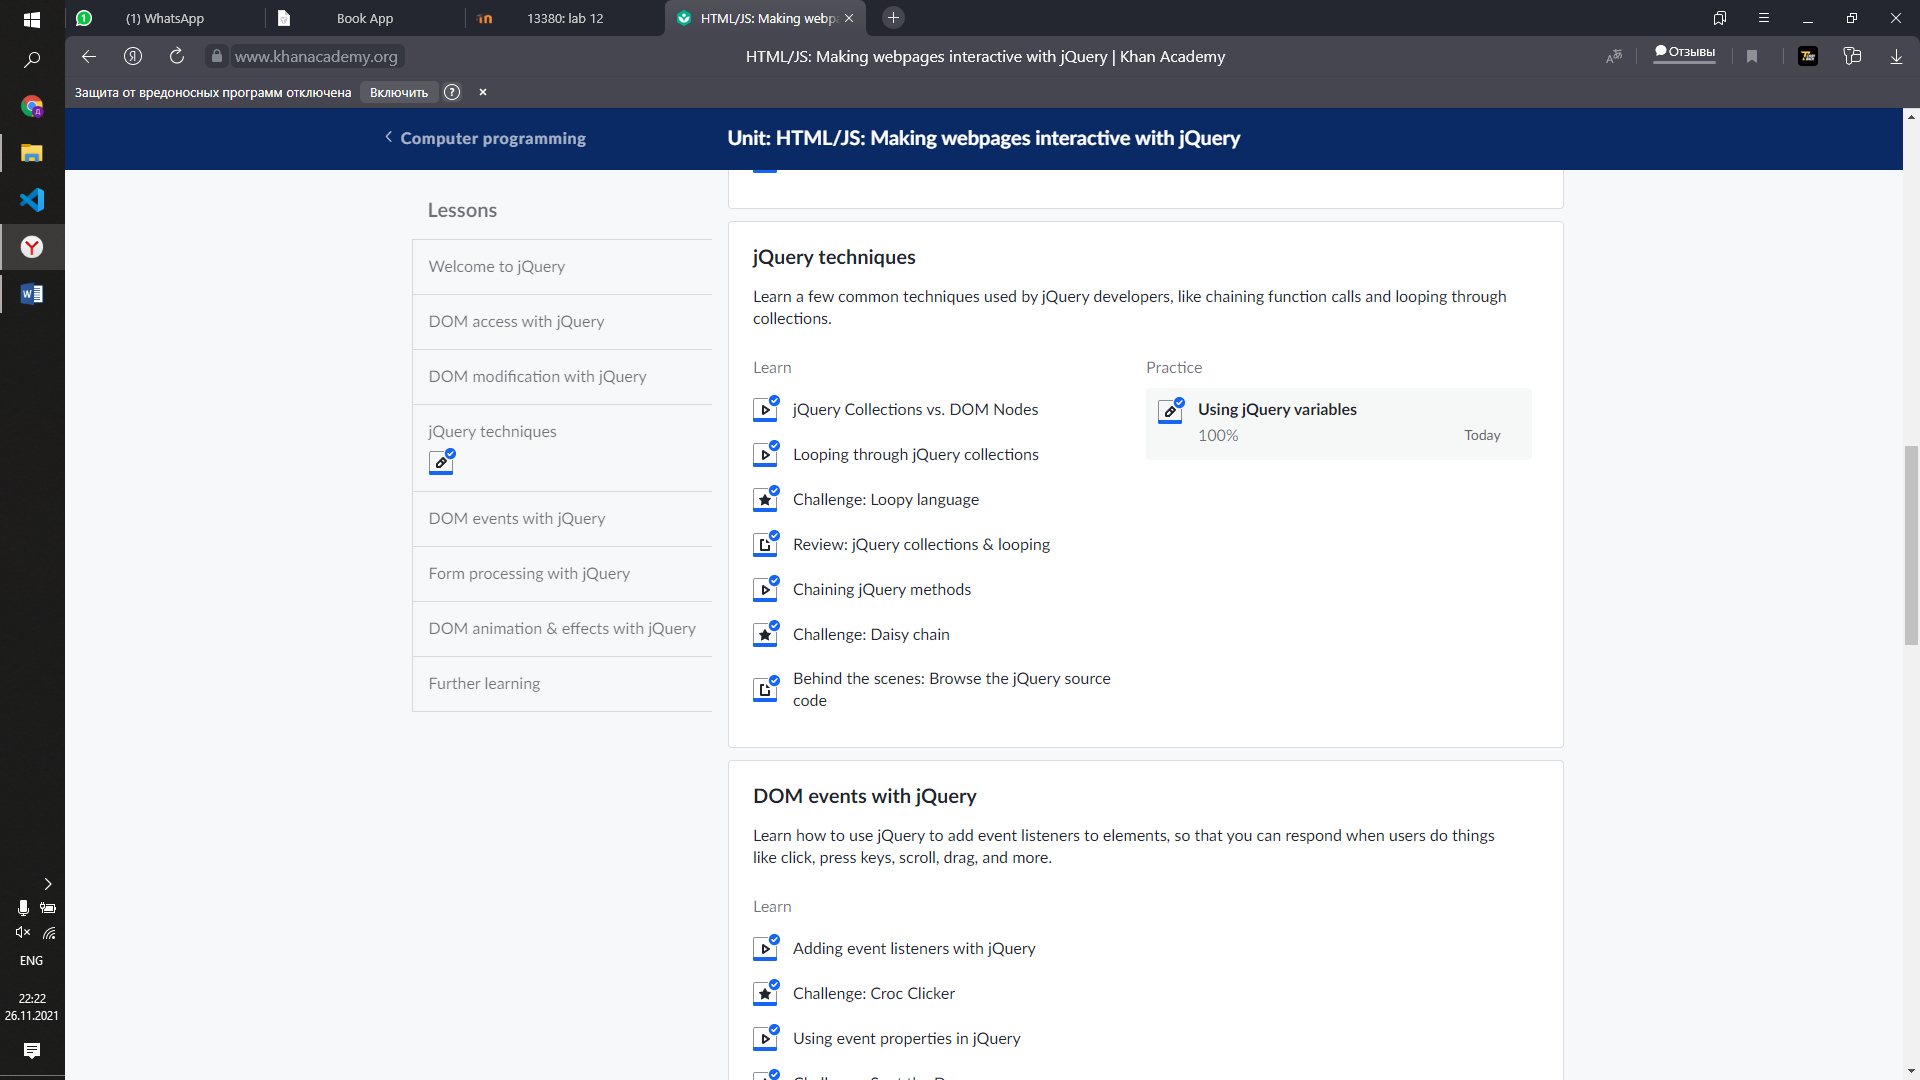 (1) WhatsApp
Book App
13380: lab 12
HTML/JS: Making webp
www.khanacademy.org
HTML/JS: Making webpages interactive with jQuery | Khan Academy
Отзывы
Защита от вредоносных программ отключена
Включить
Computer programming
Unit: HTML/JS: Making webpages interactive with jQuery
Lessons
Welcome to jQuery
DOM access with jQuery
DOM modification with jQuery
jQuery techniques
DOM events with jQuery
Form processing with jQuery
DOM animation & effects with jQuery
Further learning
jQuery techniques
Learn a few common techniques used by jQuery developers, like chaining function calls and looping through
collections.
Learn
jQuery Collections vs. DOM Nodes
Looping through jQuery collections
Challenge: Loopy language
Review: jQuery collections & looping
Chaining jQuery methods
Challenge: Daisy chain
Behind the scenes: Browse the jQuery source
code
Practice
Using jQuery variables
100%
Today
DOM events with jQuery
Learn how to use jQuery to add event listeners to elements, so that you can respond when users do things
like click, press keys, scroll, drag, and more.
Learn
Adding event listeners with jQuery
Challenge: Croc Clicker
Using event properties in jQuery
ENG
22:22
26.11.2021